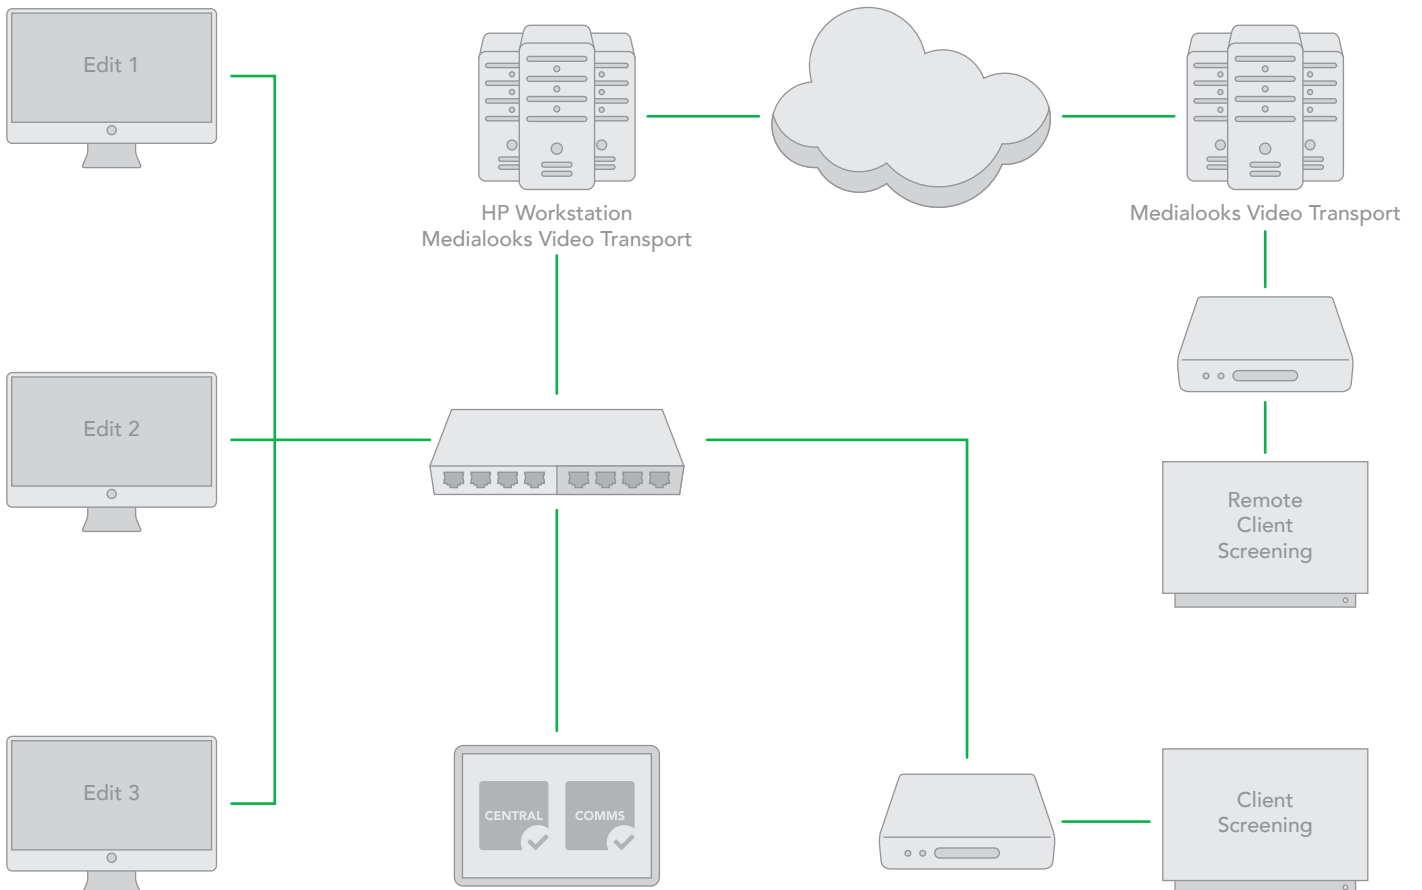 Edit 1
HP Workstation
Medialooks Video Transport
Medialooks Video Transport
Edit 2
Remote
Client
Screening
Edit 3
CENTRAL
COMMS
Client
Screening